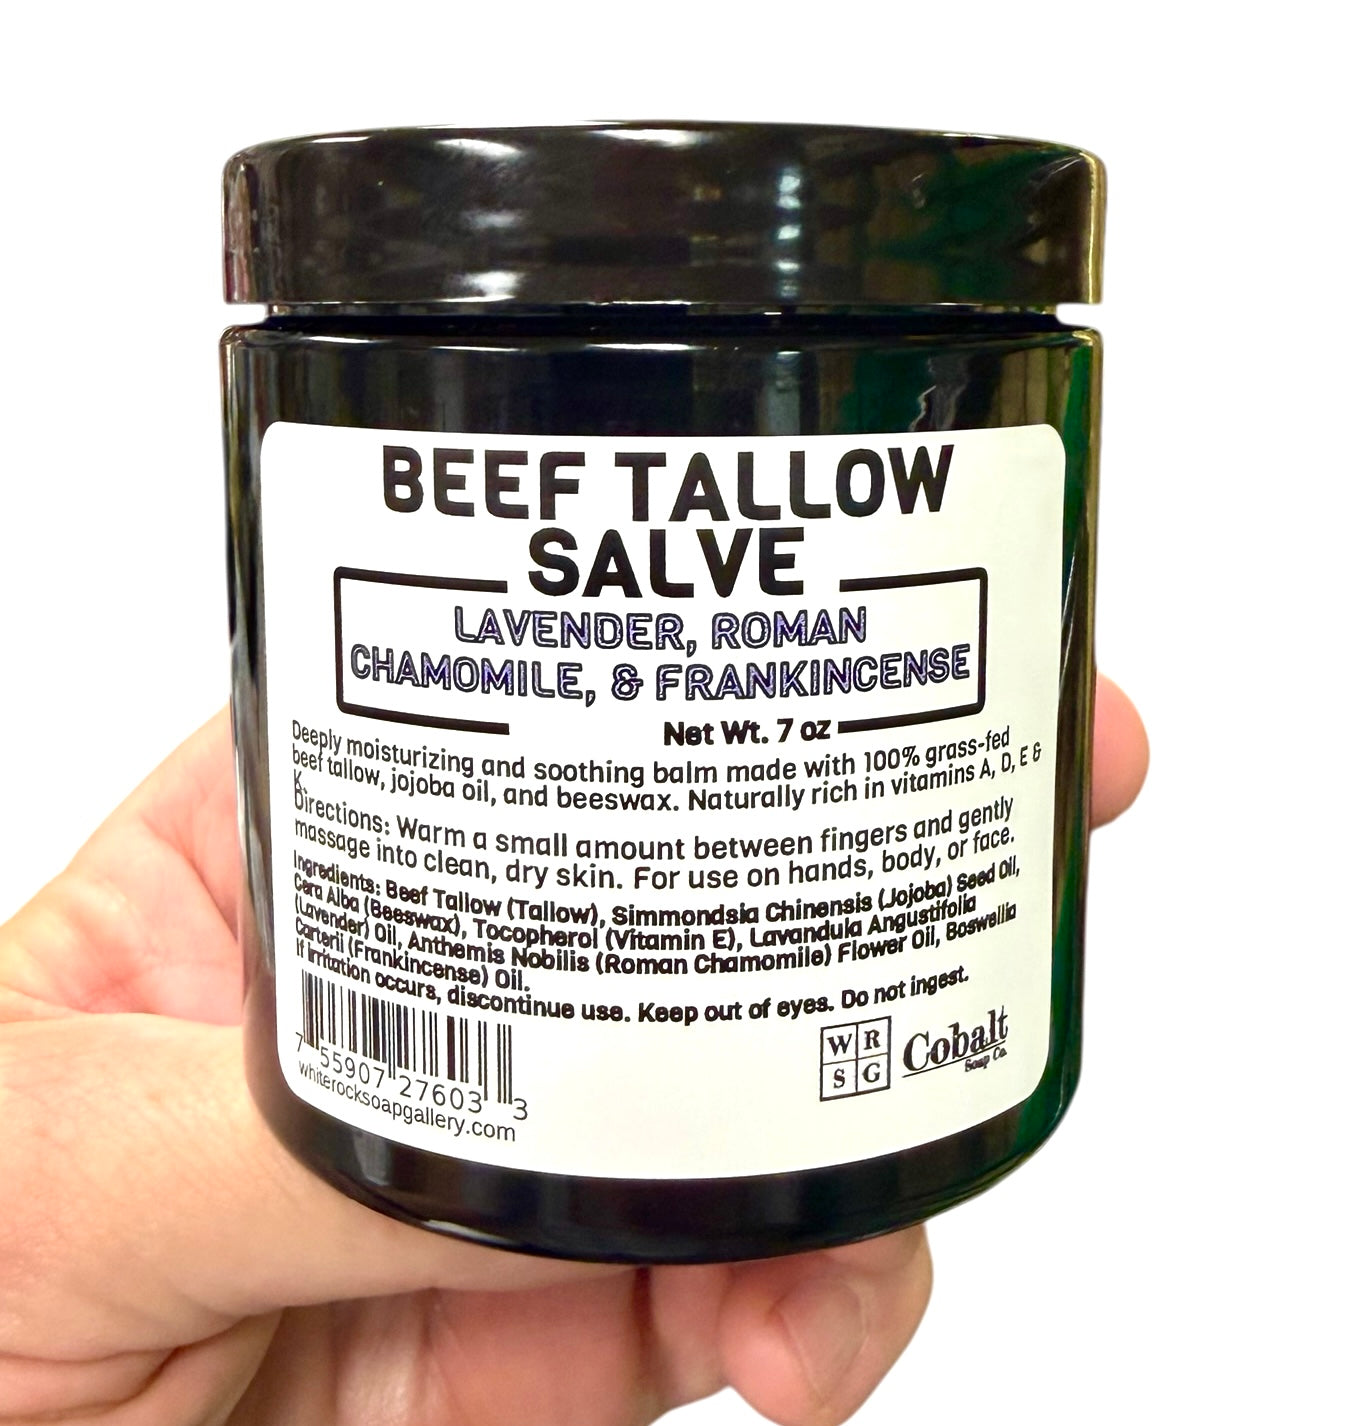 BEEF TALLOW
SALVE
LAVENDER, ROMAN
CHAMOMILE, & FRANKINCENSE
Net Wt. 7 oz
Deeply moisturizing and soothing balm made with 100% grass-fed
beef tallow, jojoba oil, and beeswax. Naturally rich in vitamins A, D, E &
K.
Directions: Warm a small amount between fingers and gently
massage into clean, dry skin. For use on hands, body, or face.
Ingredients: Beef Tallow (Tallow), Simmondsia Chinensis (Jojoba) Seed Oil,
Cera Alba (Beeswax), Tocopherol (Vitamin E), Lavandula Angustifolia
(Lavender) Oil, Anthemis Nobilis (Roman Chamomile) Flower Oil, Boswellia
Carterii (Frankincense) Oil.
If irritation occurs, discontinue use. Keep out of eyes. Do not ingest.
7 55907 27603 3
whiterocksoapgallery.com
W R
S G
Cobalt
Soap Co.